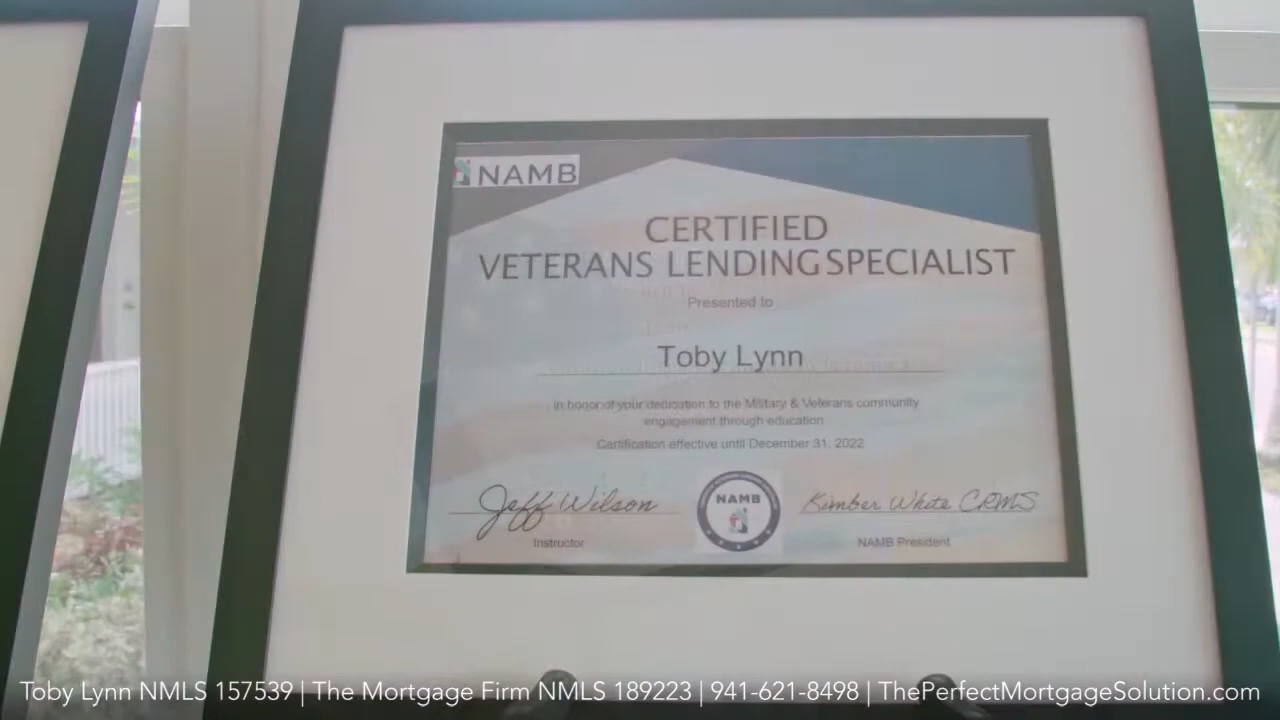 NAMB
CERTIFIED
VETERANS LENDING SPECIALIST
Presented to
Toby Lynn
in honor of your dedication to the Military & Veterans community
engagement through education
Certification effective until December 31, 2022
Jeff Wilson
Instructor
NAMB
Kimber White CRMS
NAMB President
Toby Lynn NMLS 157539 | The Mortgage Firm NMLS 189223 | 941-621-8498 | ThePerfectMortgageSolution.com